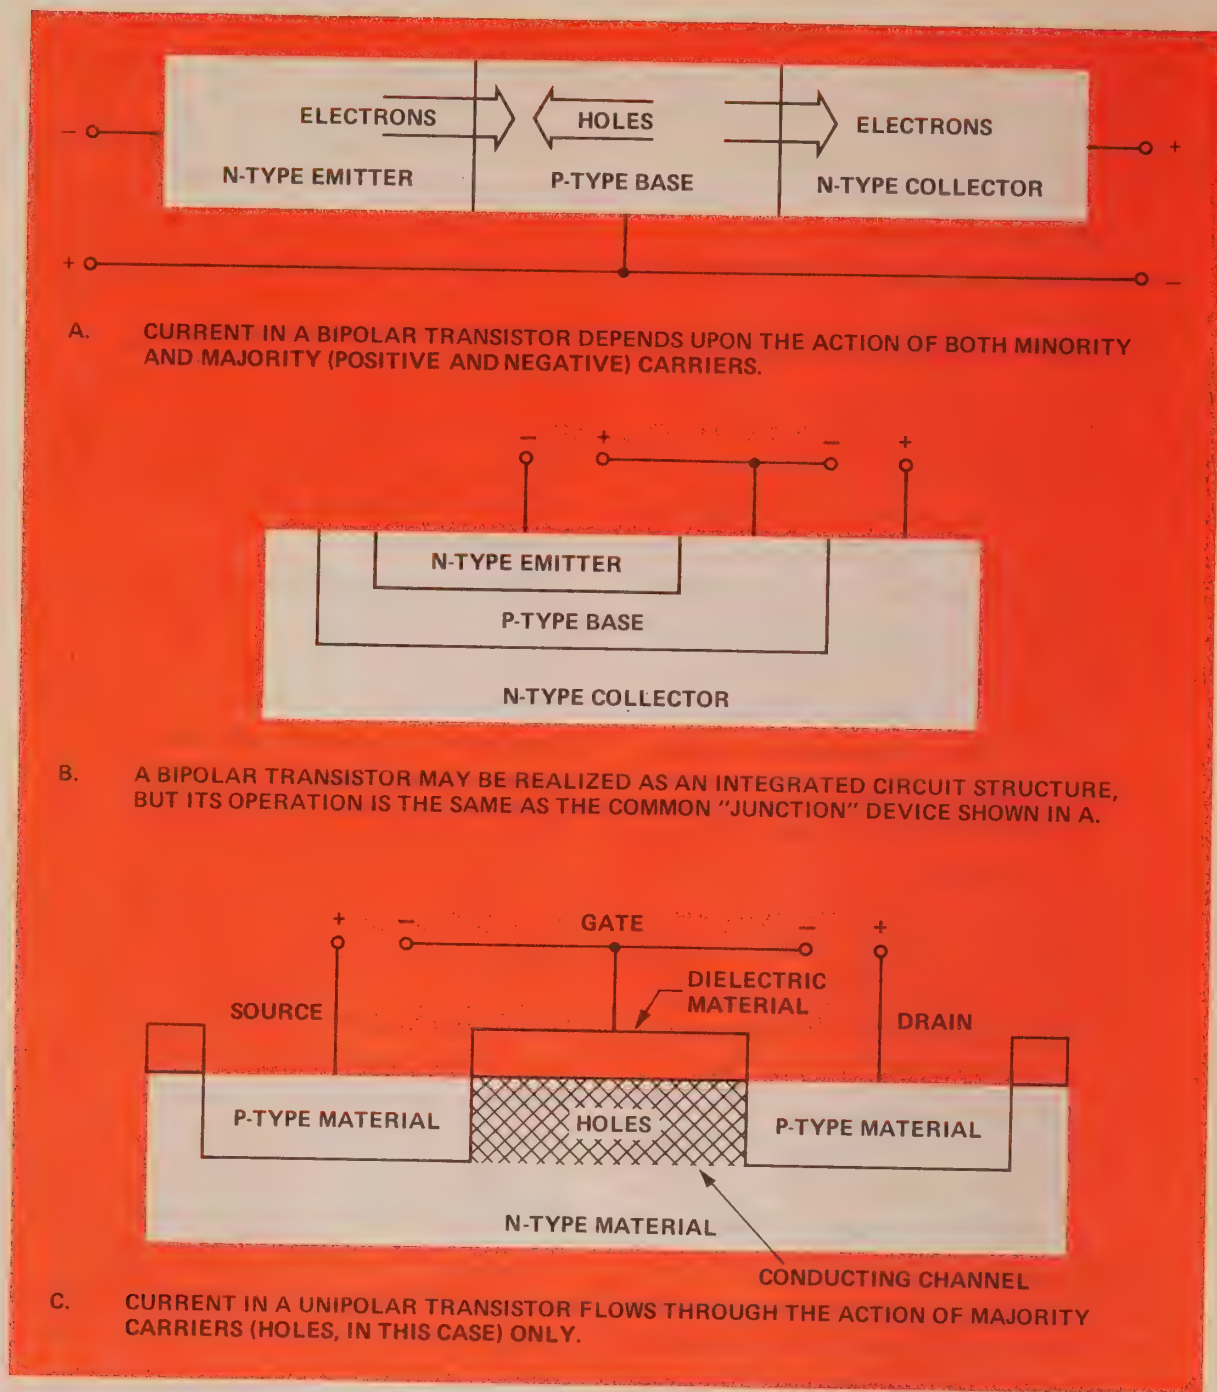 ELECTRONS
HOLES
ELECTRONS
N-TYPE EMITTER
P-TYPE BASE
N-TYPE COLLECTOR
− +
+ −
A. CURRENT IN A BIPOLAR TRANSISTOR DEPENDS UPON THE ACTION OF BOTH MINORITY
AND MAJORITY (POSITIVE AND NEGATIVE) CARRIERS.
− + − +
N-TYPE EMITTER
P-TYPE BASE
N-TYPE COLLECTOR
B. A BIPOLAR TRANSISTOR MAY BE REALIZED AS AN INTEGRATED CIRCUIT STRUCTURE,
BUT ITS OPERATION IS THE SAME AS THE COMMON "JUNCTION" DEVICE SHOWN IN A.
+ − GATE − +
SOURCE
DIELECTRIC
MATERIAL
DRAIN
P-TYPE MATERIAL
HOLES
P-TYPE MATERIAL
N-TYPE MATERIAL
CONDUCTING CHANNEL
C. CURRENT IN A UNIPOLAR TRANSISTOR FLOWS THROUGH THE ACTION OF MAJORITY
CARRIERS (HOLES, IN THIS CASE) ONLY.